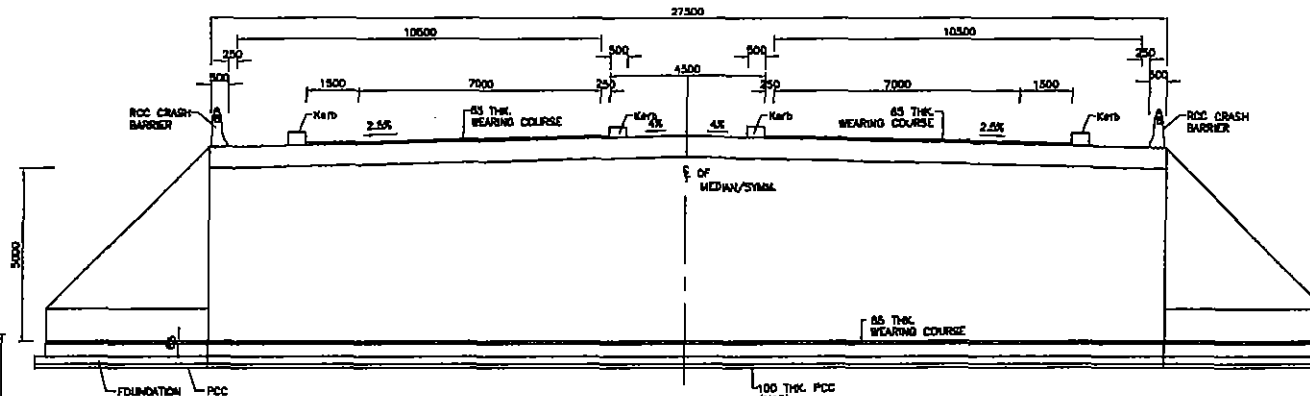 27500
10500
10500
250
500
500
250
500
4500
500
1500
7000
250
250
7000
1500
RCC CRASH
BARRIER
Kerb
2.5%
65 THK.
WEARING COURSE
Kerb
4%
4%
Kerb
65 THK.
WEARING COURSE
2.5%
Kerb
RCC CRASH
BARRIER
℄ OF
MEDIAN/SYMM.
5000
65 THK.
WEARING COURSE
FOUNDATION
PCC
100 THK. PCC